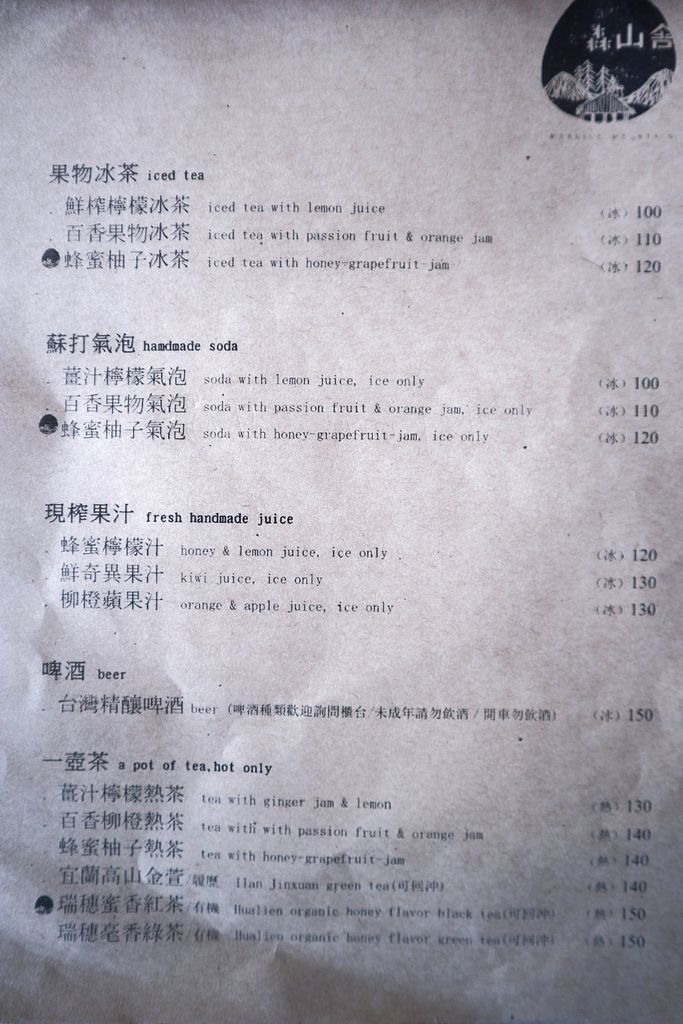 森山舍
果物冰茶 iced tea
鮮榨檸檬冰茶 iced tea with lemon juice (冰) 100
百香果物冰茶 iced tea with passion fruit & orange jam (冰) 110
蜂蜜柚子冰茶 iced tea with honey-grapefruit-jam (冰) 120
蘇打氣泡 hamdmade soda
薑汁檸檬氣泡 soda with lemon juice, ice only (冰) 100
百香果物氣泡 soda with passion fruit & orange jam, ice only (冰) 110
蜂蜜柚子氣泡 soda with honey-grapefruit-jam, ice only (冰) 120
現榨果汁 fresh handmade juice
蜂蜜檸檬汁 honey & lemon juice, ice only (冰) 120
鮮奇異果汁 kiwi juice, ice only (冰) 130
柳橙蘋果汁 orange & apple juice, ice only (冰) 130
啤酒 beer
台灣精釀啤酒 beer (啤酒種類歡迎詢問櫃台/未成年請勿飲酒/開車勿飲酒) (冰) 150
一壺茶 a pot of tea,hot only
薑汁檸檬熱茶 tea with ginger jam & lemon (熱) 130
百香柳橙熱茶 tea with with passion fruit & orange jam (熱) 140
蜂蜜柚子熱茶 tea with honey-grapefruit-jam (熱) 140
宜蘭高山金萱/履歷 Ilan Jinxuan green tea(可回沖) (熱) 140
瑞穗蜜香紅茶/有機 Hualien organic honey flavor black tea(可回沖) (熱) 150
瑞穗毫香綠茶/有機 Hualien organic honey flavor green tea(可回沖) (熱) 150